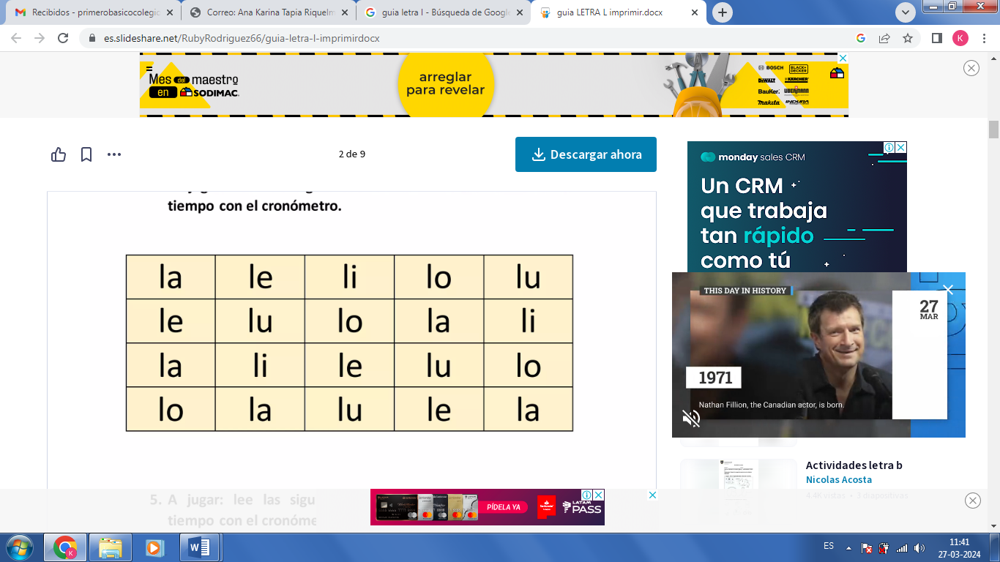 Recibidos - primerobasicocolegic
Correo: Ana Karina Tapia Riquelm
guia letra l - Búsqueda de Google
guia LETRA L imprimir.docx
es.slideshare.net/RubyRodriguez66/guia-letra-l-imprimirdocx
Mes del maestro
en SODIMAC.
arreglar
para revelar
BOSCH BLACK+DECKER
DEWALT KÄRCHER
BauKer. UBERMANN
makita INDURA
2 de 9
Descargar ahora
tiempo con el cronómetro.
la le li lo lu
le lu lo la li
la li le lu lo
lo la lu le la
5. A jugar: lee las sigu
tiempo con el cronóme
monday sales CRM
Un CRM
que trabaja
tan rápido
como tú
THIS DAY IN HISTORY
27
MAR
1971
Nathan Fillion, the Canadian actor, is born.
Actividades letra b
Nicolas Acosta
4.4K vistas • 3 diapositivas
PÍDELA YA
Santander
LATAM
PASS
ES
11:41
27-03-2024